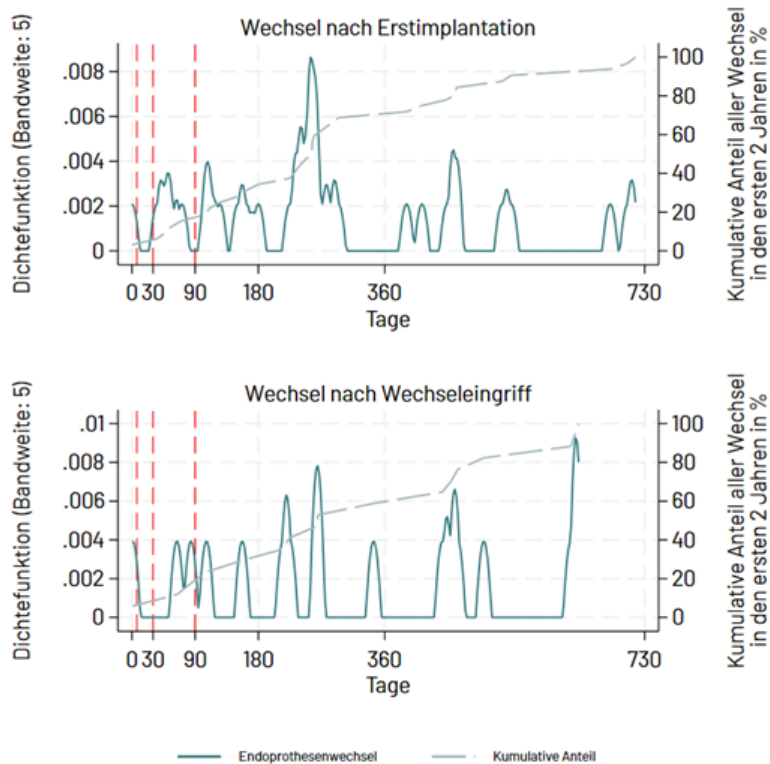 Wechsel nach Erstimplantation
Dichtefunktion (Bandweite: 5)
.008
.006
.004
.002
0
100
80
60
40
20
0
Kumulative Anteil aller Wechsel
in den ersten 2 Jahren in %
0 30 90 180 360 730
Tage
Wechsel nach Wechseleingriff
Dichtefunktion (Bandweite: 5)
.01
.008
.006
.004
.002
0
100
80
60
40
20
0
Kumulative Anteil aller Wechsel
in den ersten 2 Jahren in %
0 30 90 180 360 730
Tage
Endoprothesenwechsel Kumulative Anteil